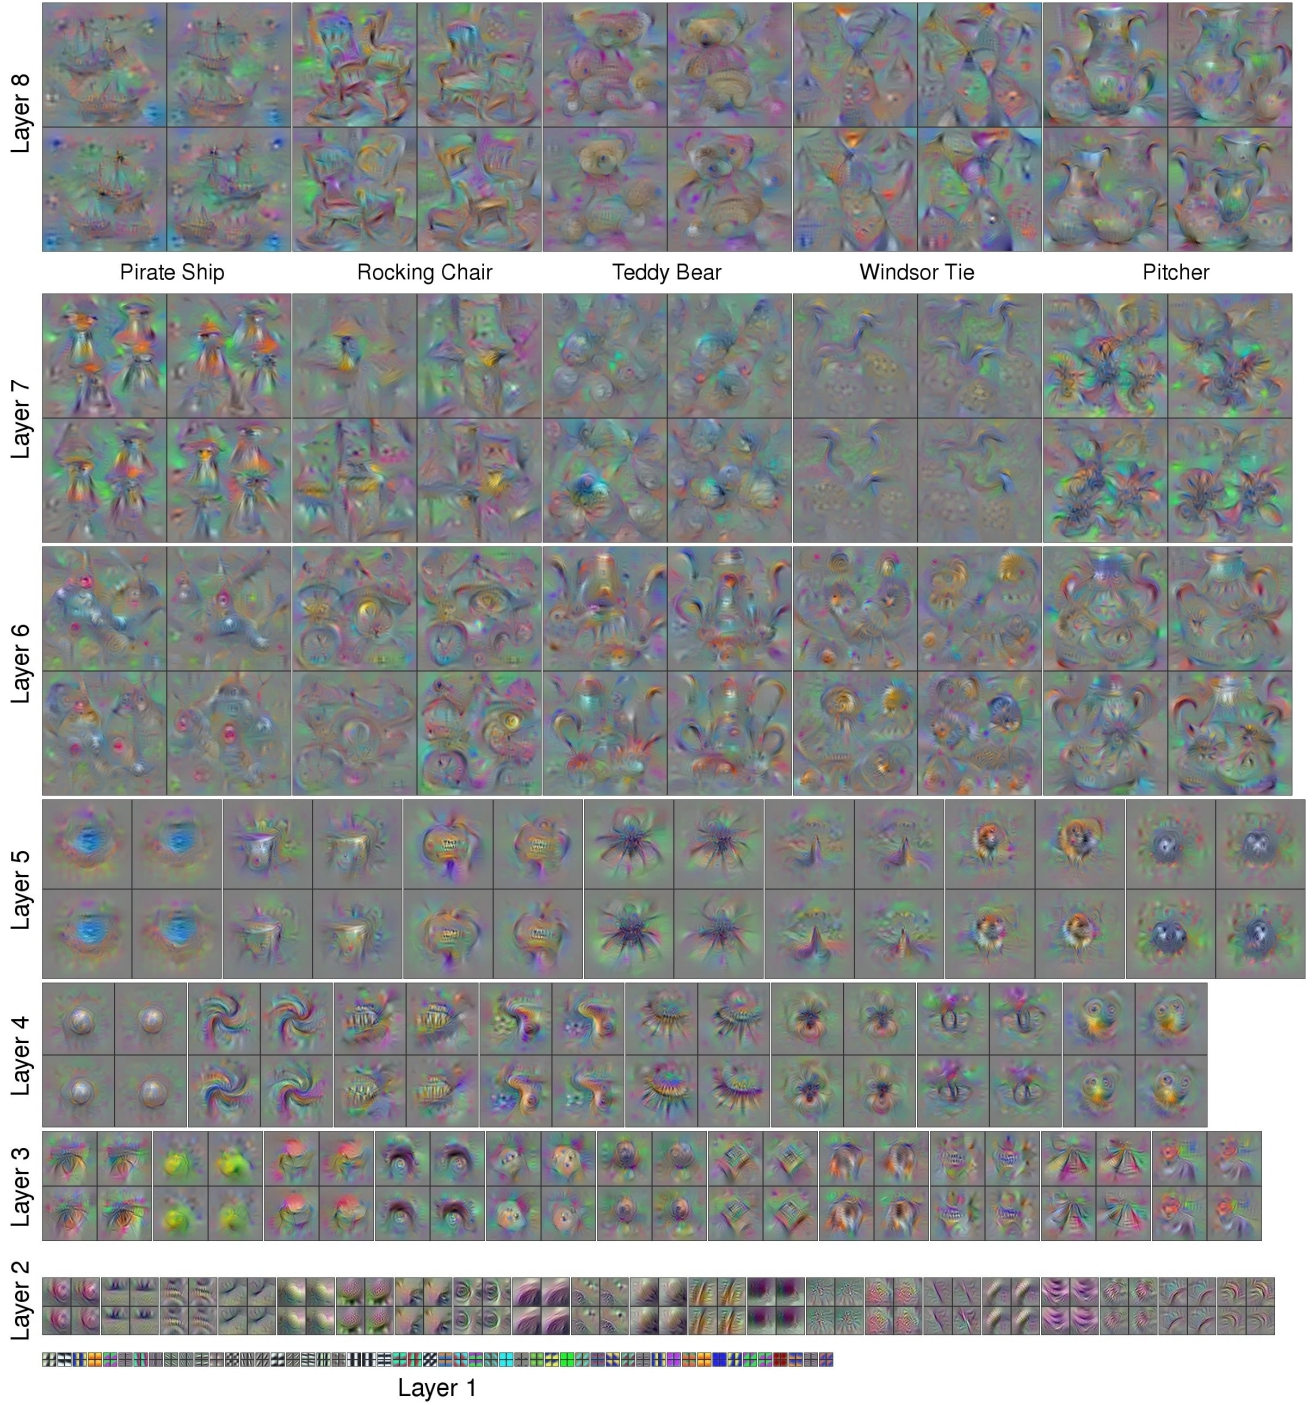 Layer 8
Pirate Ship
Rocking Chair
Teddy Bear
Windsor Tie
Pitcher
Layer 7
Layer 6
Layer 5
Layer 4
Layer 3
Layer 2
Layer 1